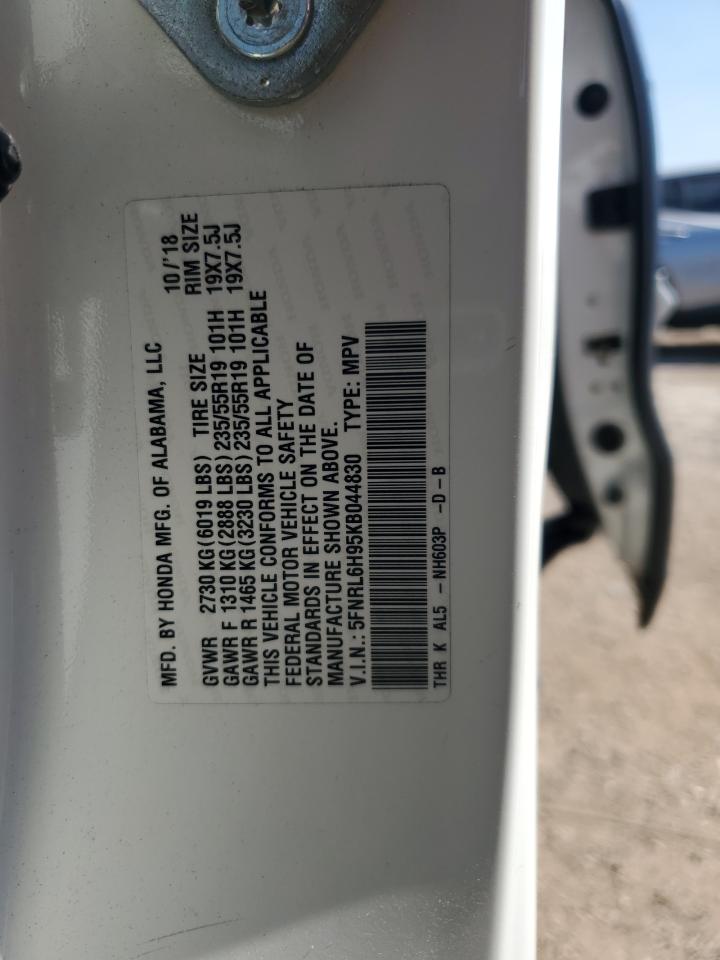 MFD. BY HONDA MFG. OF ALABAMA, LLC 10/'18
GVWR 2730 KG(6019 LBS) TIRE SIZE RIM SIZE
GAWR F 1310 KG(2888 LBS)235/55R19 101H 19X7.5J
GAWR R 1465 KG(3230 LBS)235/55R19 101H 19X7.5J
THIS VEHICLE CONFORMS TO ALL APPLICABLE
FEDERAL MOTOR VEHICLE SAFETY
STANDARDS IN EFFECT ON THE DATE OF
MANUFACTURE SHOWN ABOVE.
V.I.N.: 5FNRL6H95KB044830 TYPE: MPV
THR K AL5 -NH603P -D-B